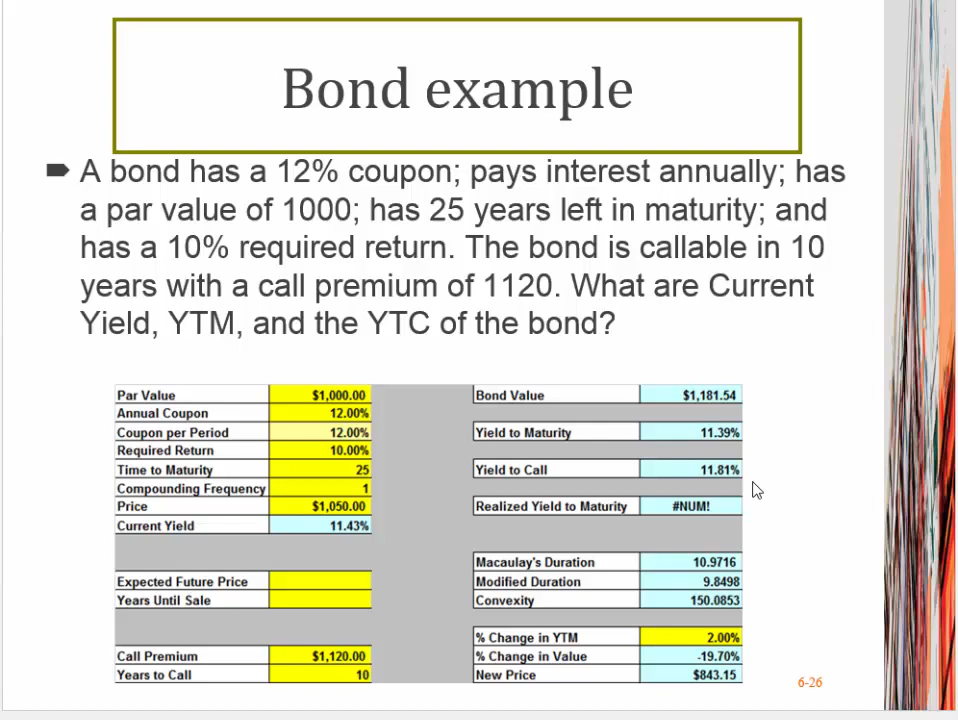 Bond example
A bond has a 12% coupon; pays interest annually; has
a par value of 1000; has 25 years left in maturity; and
has a 10% required return. The bond is callable in 10
years with a call premium of 1120. What are Current
Yield, YTM, and the YTC of the bond?
Par Value $1,000.00
Annual Coupon 12.00%
Coupon per Period 12.00%
Required Return 10.00%
Time to Maturity 25
Compounding Frequency 1
Price $1,050.00
Current Yield 11.43%
Expected Future Price
Years Until Sale
Call Premium $1,120.00
Years to Call 10
Bond Value $1,181.54
Yield to Maturity 11.39%
Yield to Call 11.81%
Realized Yield to Maturity #NUM!
Macaulay's Duration 10.9716
Modified Duration 9.8498
Convexity 150.0853
% Change in YTM 2.00%
% Change in Value -19.70%
New Price $843.15
6-26